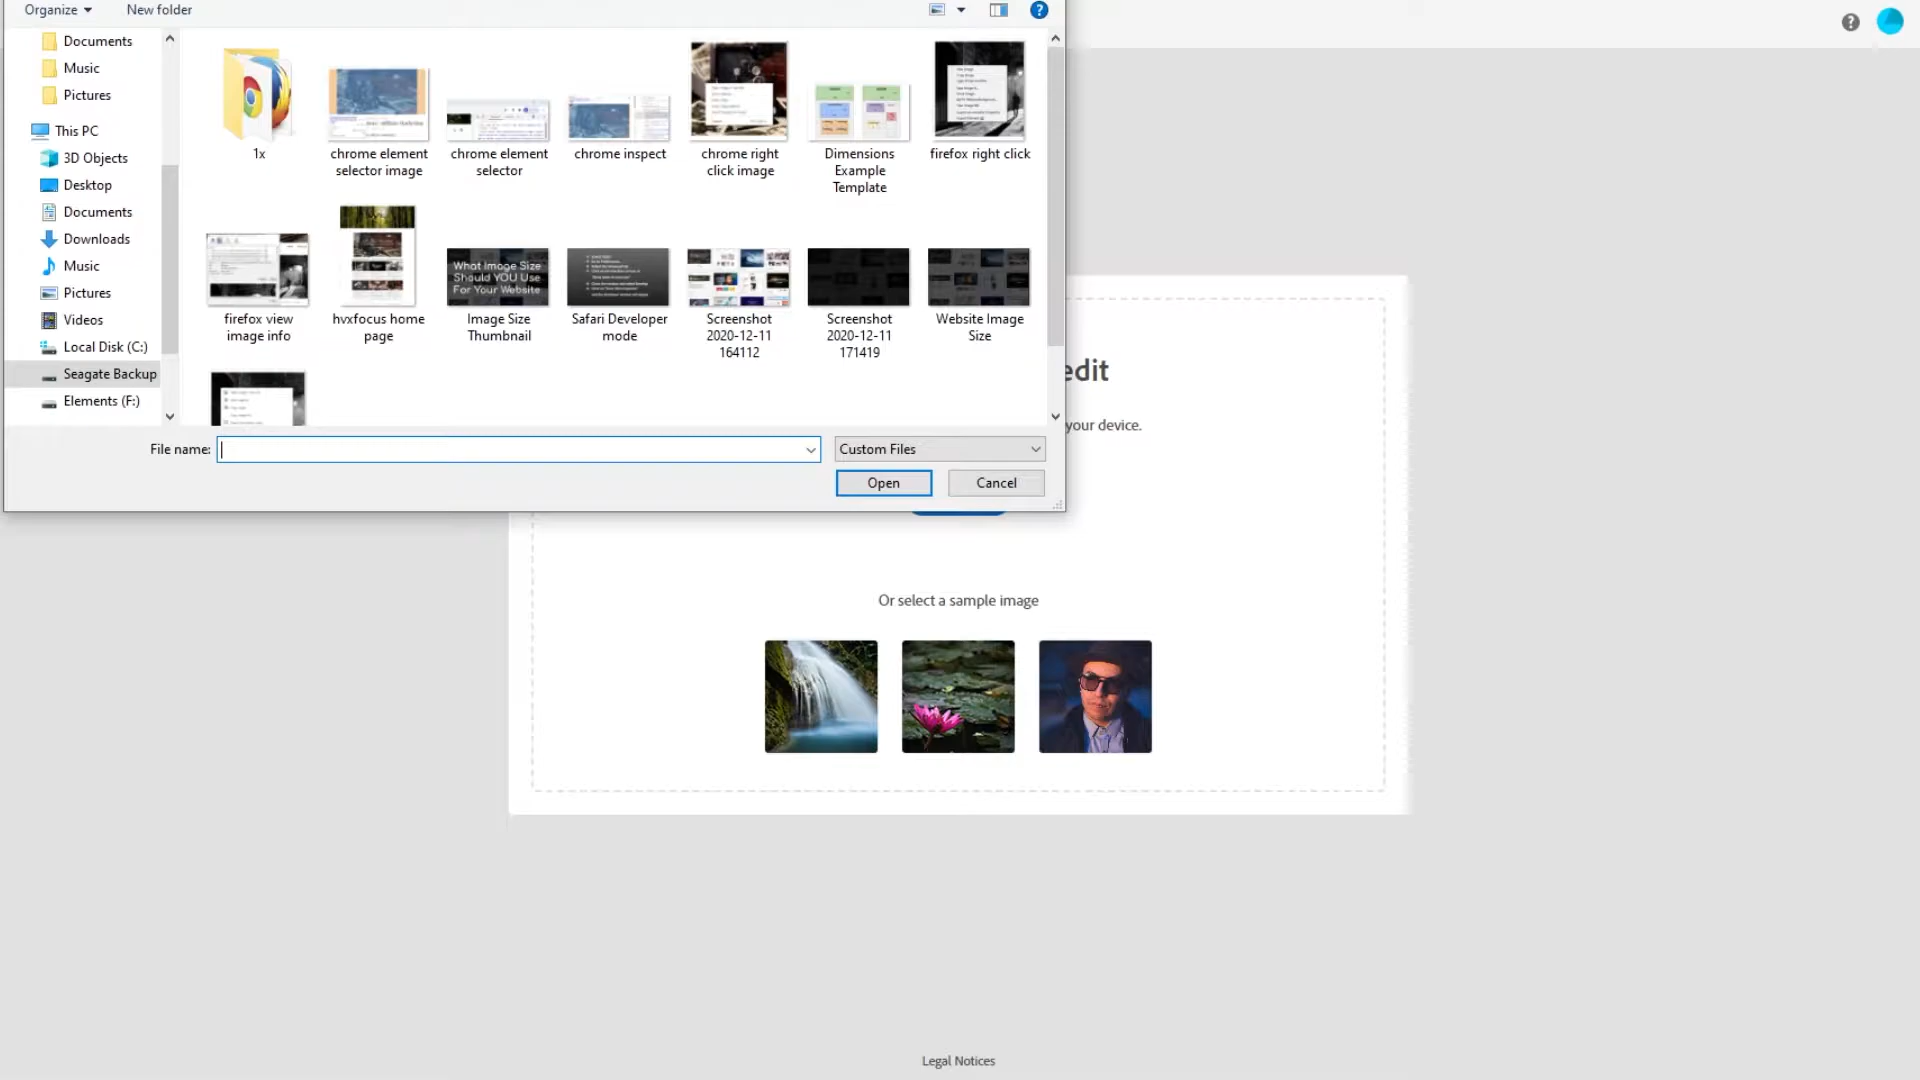 Organize
New folder
Documents
Music
Pictures
This PC
3D Objects
Desktop
Documents
Downloads
Music
Pictures
Videos
Local Disk (C:)
Seagate Backup
Elements (F:)
1x
chrome element
selector image
chrome element
selector
chrome inspect
chrome right
click image
Dimensions
Example
Template
firefox right click
firefox view
image info
hvxfocus home
page
What Image Size
Should YOU Use
For Your Website
Image Size
Thumbnail
Safari Developer
mode
Screenshot
2020-12-11
164112
Screenshot
2020-12-11
171419
Website Image
Size
File name:
Custom Files
Open
Cancel
edit
your device.
Or select a sample image
Legal Notices